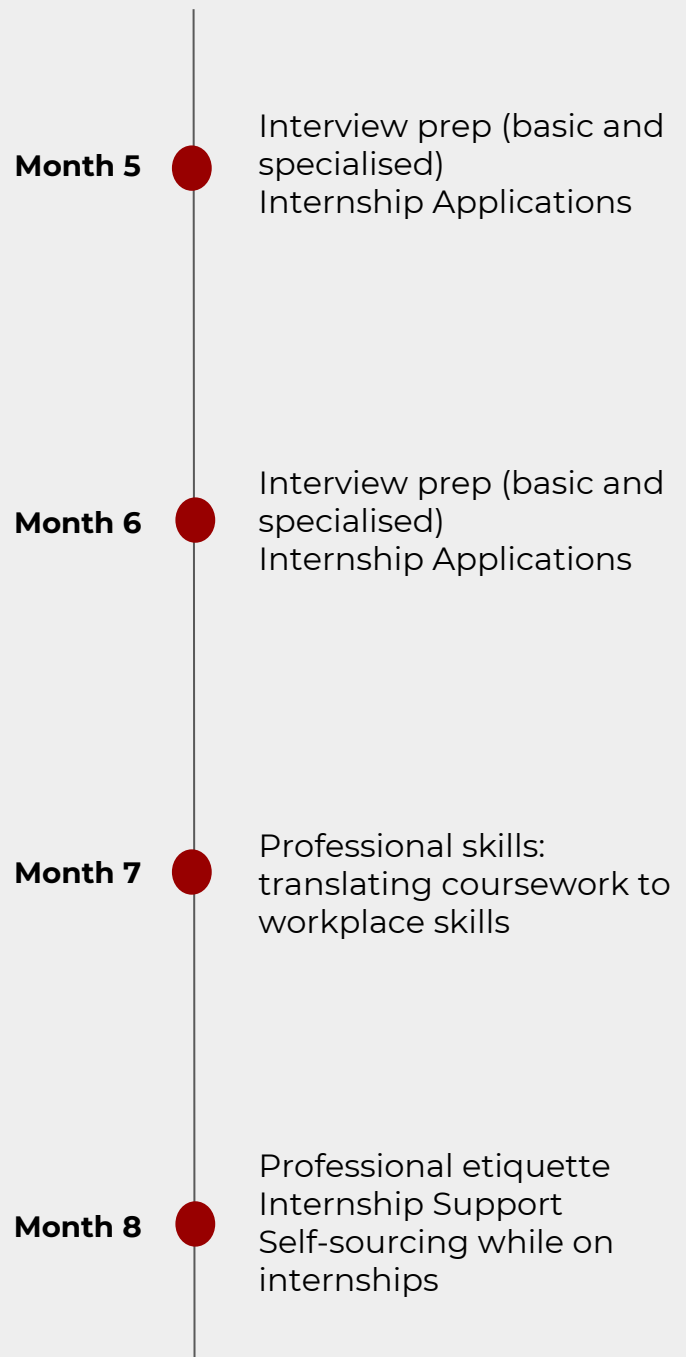 Month 5
Interview prep (basic and
specialised)
Internship Applications
Month 6
Interview prep (basic and
specialised)
Internship Applications
Month 7
Professional skills:
translating coursework to
workplace skills
Month 8
Professional etiquette
Internship Support
Self-sourcing while on
internships